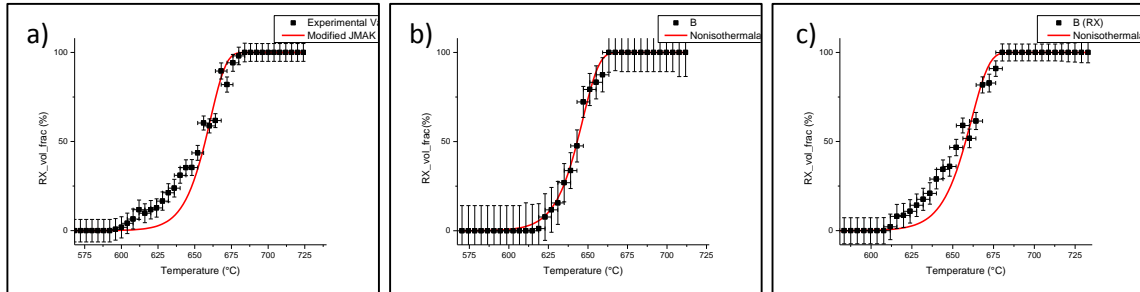 a)
Experimental Va
Modified JMAK
100
50
0
RX_vol_frac (%)
575 600 625 650 675 700 725
Temperature (°C)
b)
B
Nonisothermala
100
50
0
RX_vol_frac(%)
575 600 625 650 675 700 725
Temperature (°C)
c)
B (RX)
Nonisothermala
100
50
0
RX_vol_frac (%)
600 625 650 675 700 725
Temperature (°C)